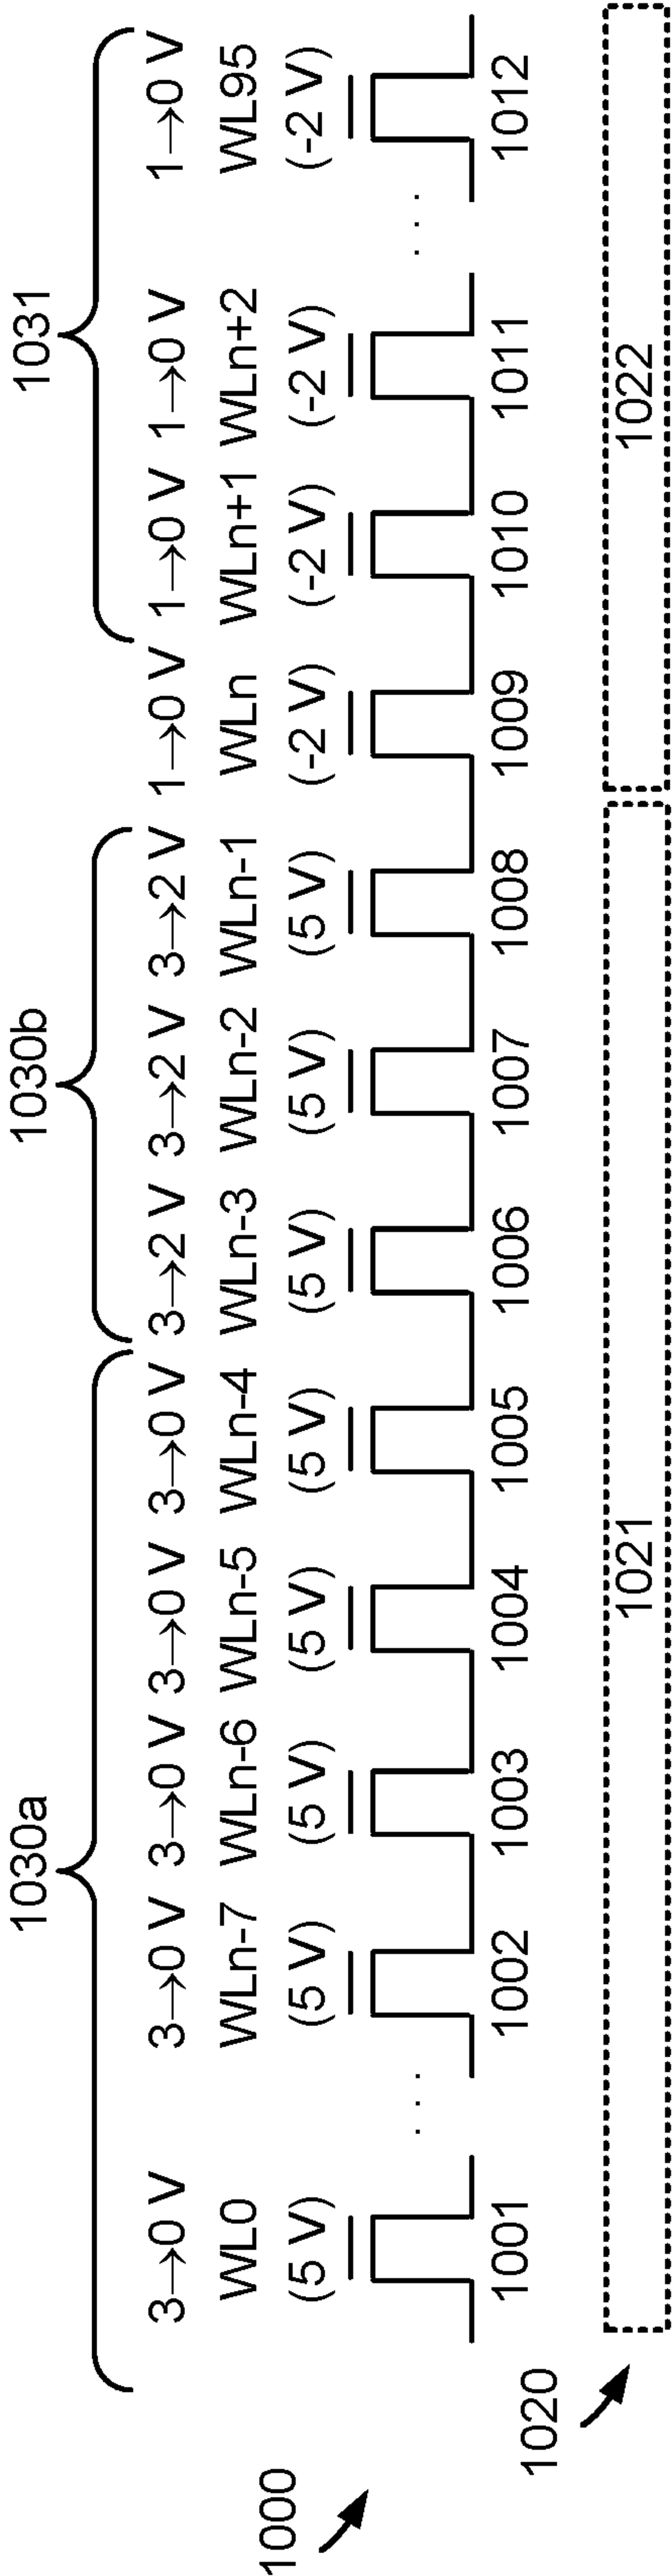 1030a 1030b 1031
3→0 V 3→0 V 3→0 V 3→0 V 3→0 V 3→2 V 3→2 V 3→2 V 1→0 V 1→0 V 1→0 V 1→0 V
WL0 WLn-7 WLn-6 WLn-5 WLn-4 WLn-3 WLn-2 WLn-1 WLn WLn+1 WLn+2 WL95
(5 V) (5 V) (5 V) (5 V) (5 V) (5 V) (5 V) (5 V) (-2 V) (-2 V) (-2 V) (-2 V)
1000
. . . . . .
1001 1002 1003 1004 1005 1006 1007 1008 1009 1010 1011 1012
1020
1021 1022